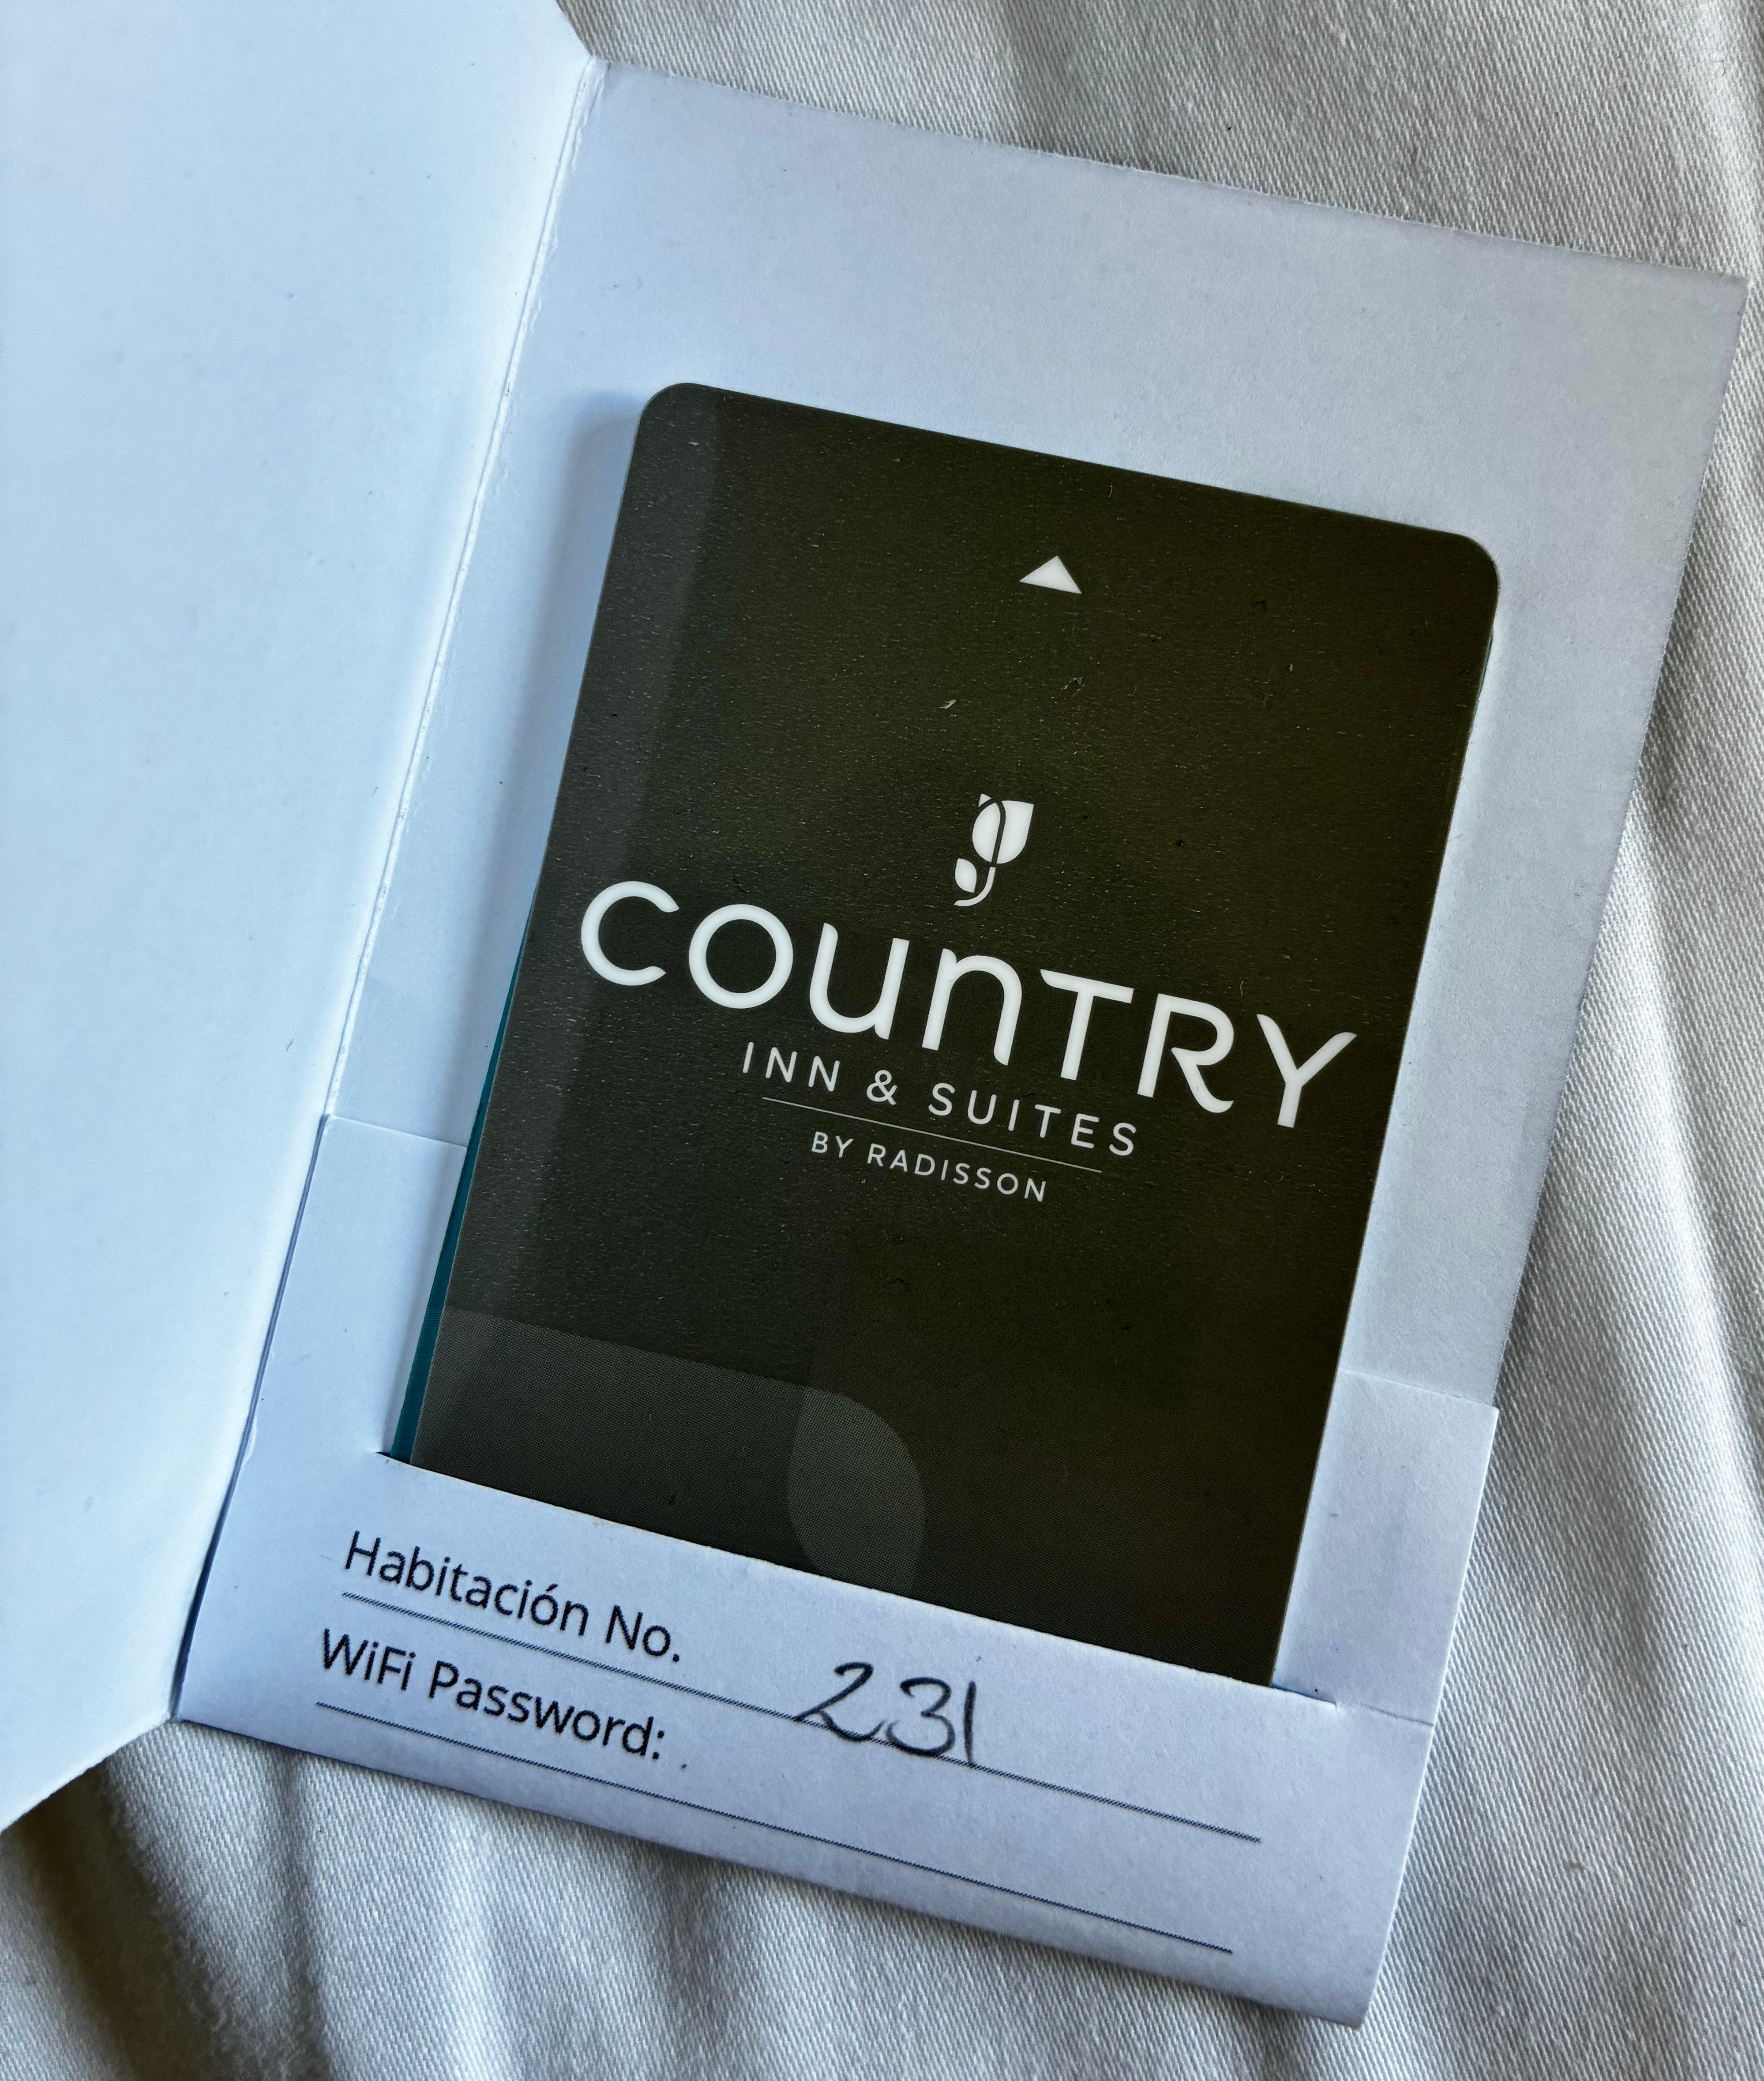 COUNTRY
INN & SUITES
BY RADISSON
Habitación No. 231
WiFi Password: